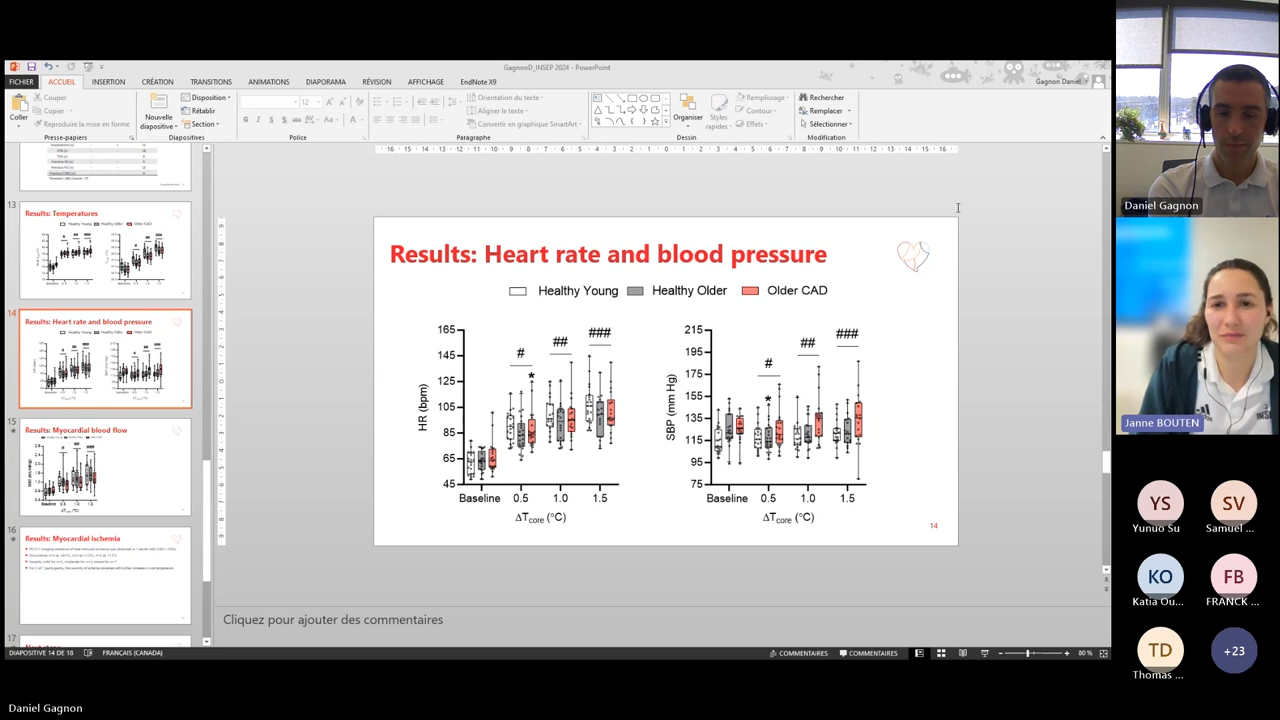 GagnonD_INSEP 2024 - PowerPoint
FICHIER ACCUEIL INSERTION CRÉATION TRANSITIONS ANIMATIONS DIAPORAMA RÉVISION AFFICHAGE EndNote X9
Gagnon Daniel
Coller
Couper
Copier
Reproduire la mise en forme
Presse-papiers
Nouvelle diapositive
Disposition
Rétablir
Section
Diapositives
12
Police
Orientation du texte
Aligner le texte
Convertir en graphique SmartArt
Paragraphe
Organiser
Styles rapides
Remplissage
Contour
Effets
Dessin
Rechercher
Remplacer
Sélectionner
Modification
13
Results: Temperatures
14
Results: Heart rate and blood pressure
15
Results: Myocardial blood flow
16
Results: Myocardial ischemia
17
Results: Heart rate and blood pressure
Healthy Young Healthy Older Older CAD
HR (bpm)
165
145
125
105
85
65
45
# ## ###
*
Baseline 0.5 1.0 1.5
ΔTcore (°C)
SBP (mm Hg)
215
195
175
155
135
115
95
75
# ## ###
*
Baseline 0.5 1.0 1.5
ΔTcore (°C)
14
Cliquez pour ajouter des commentaires
DIAPOSITIVE 14 DE 18 FRANÇAIS (CANADA) COMMENTAIRES COMMENTAIRES 80 %
Daniel Gagnon
Daniel Gagnon
Janne BOUTEN
YS
Yunuo Su
SV
Samuel ...
KO
Katia Ou...
FB
FRANCK ...
TD
Thomas ...
+23